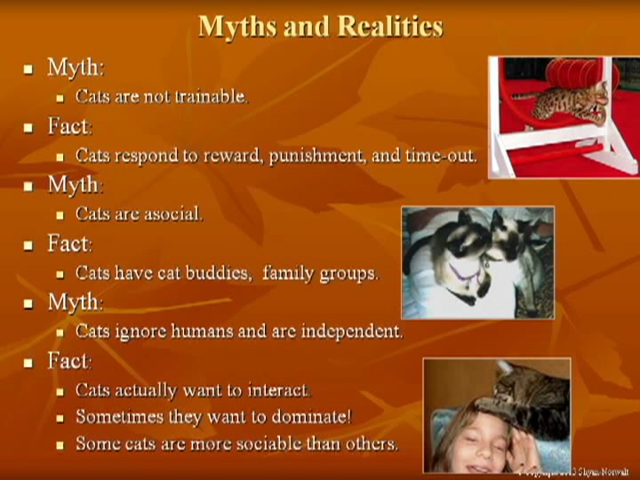 Myths and Realities
Myth:
Cats are not trainable.
Fact:
Cats respond to reward, punishment, and time-out.
Myth:
Cats are asocial.
Fact:
Cats have cat buddies, family groups.
Myth:
Cats ignore humans and are independent.
Fact:
Cats actually want to interact.
Sometimes they want to dominate!
Some cats are more sociable than others.